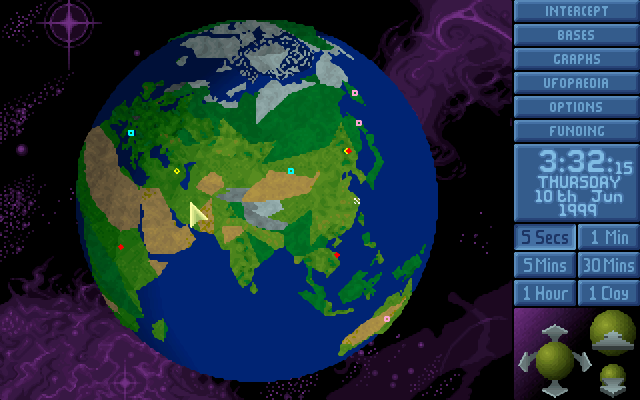 INTERCEPT
BASES
GRAPHS
UFOPAEDIA
OPTIONS
FUNDING
3:32:15
THURSDAY
10th Jun
1999
5 Secs 1 Min
5 Mins 30 Mins
1 Hour 1 Day